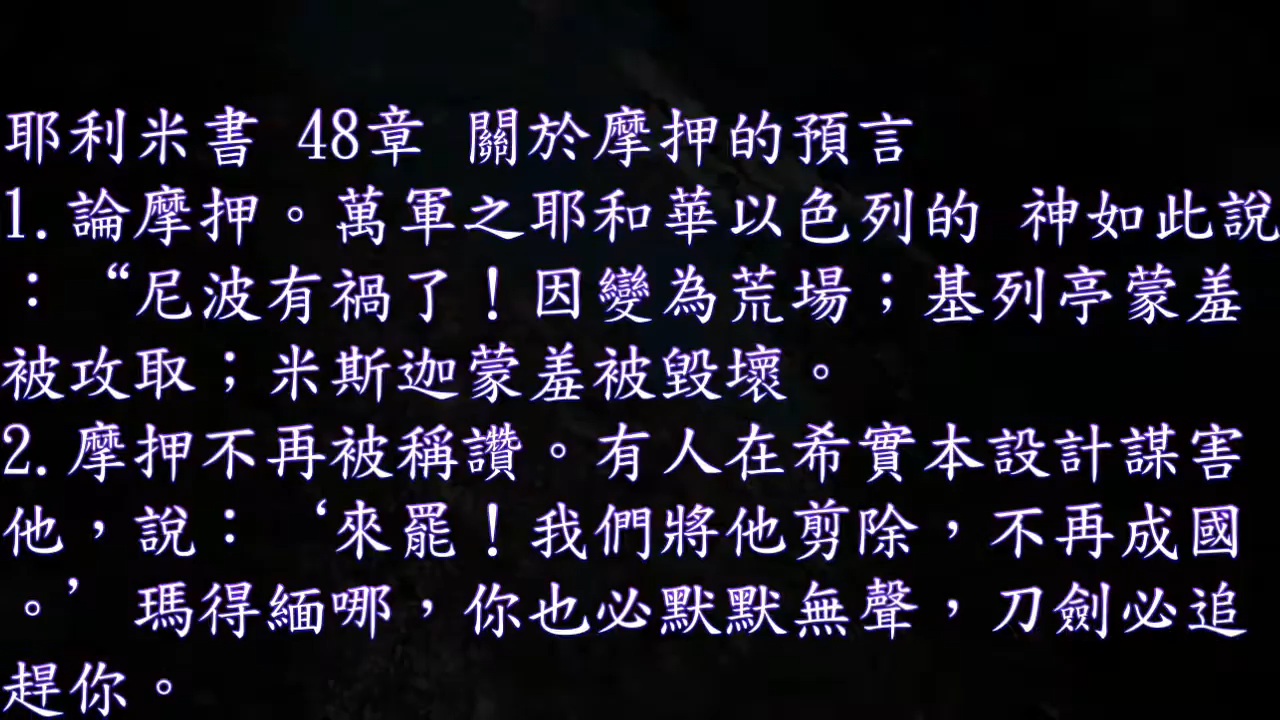 耶利米書 48章 關於摩押的預言
1.論摩押。萬軍之耶和華以色列的 神如此說
：“尼波有禍了！因變為荒場；基列亭蒙羞
被攻取；米斯迦蒙羞被毀壞。
2.摩押不再被稱讚。有人在希實本設計謀害
他，說：‘來罷！我們將他剪除，不再成國
。’ 瑪得緬哪，你也必默默無聲，刀劍必追
趕你。